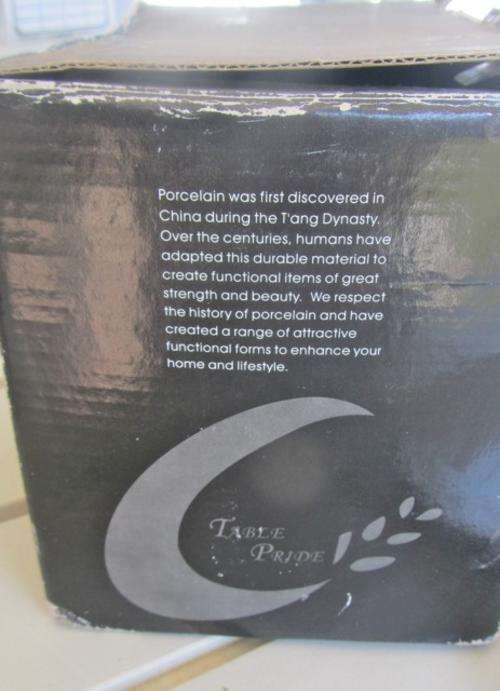 Porcelain was first discovered in
China during the T'ang Dynasty.
Over the centuries, humans have
adapted this durable material to
create functional items of great
strength and beauty. We respect
the history of porcelain and have
created a range of attractive
functional forms to enhance your
home and lifestyle.
TABLE
PRIDE